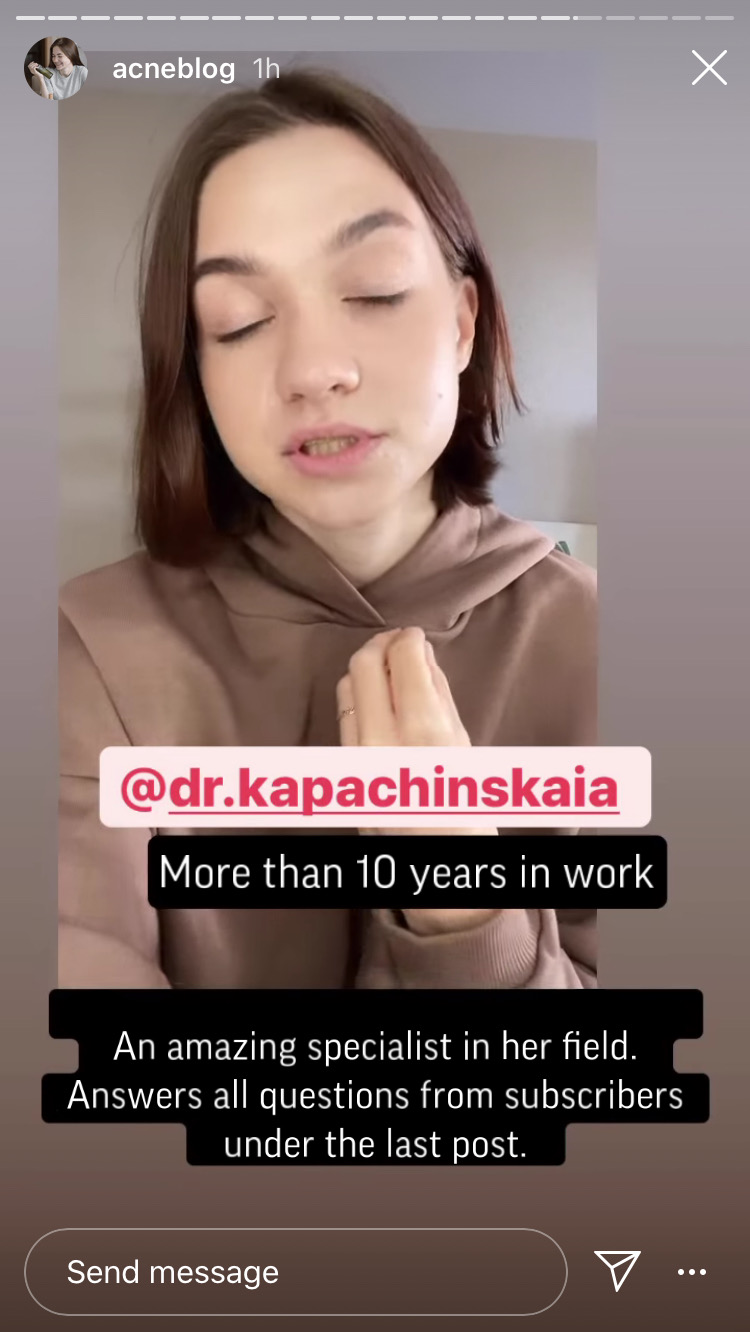 acneblog 1h
@dr.kapachinskaia
More than 10 years in work
An amazing specialist in her field.
Answers all questions from subscribers
under the last post.
Send message